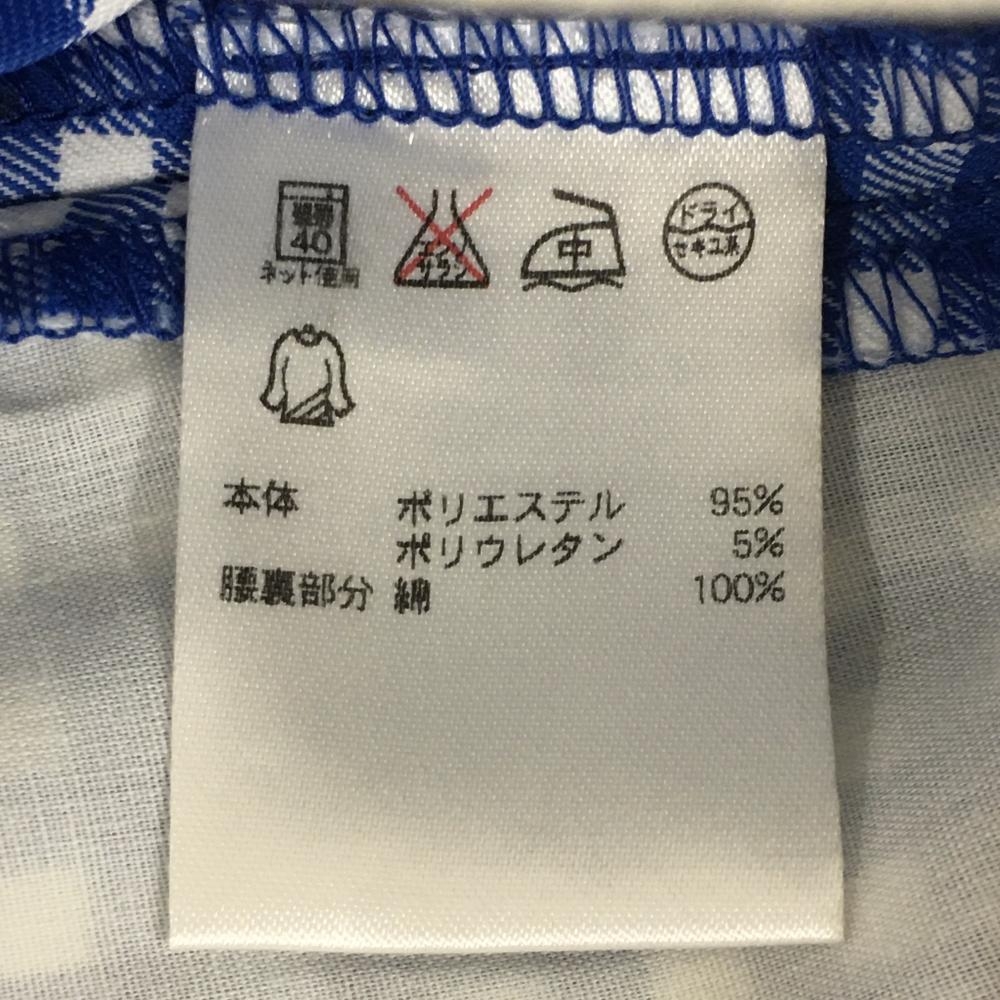 40
ネット使用
エンソ
サラシ
中
ドライ
セキユ系
本体 ポリエステル 95%
ポリウレタン 5%
腰裏部分 綿 100%